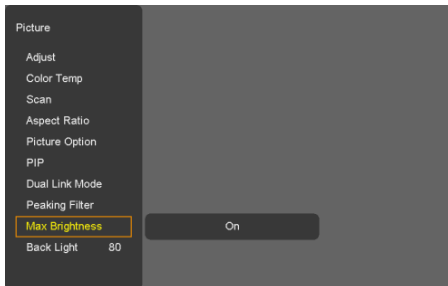 Picture
Adjust
Color Temp
Scan
Aspect Ratio
Picture Option
PIP
Dual Link Mode
Peaking Filter
Max Brightness On
Back Light 80